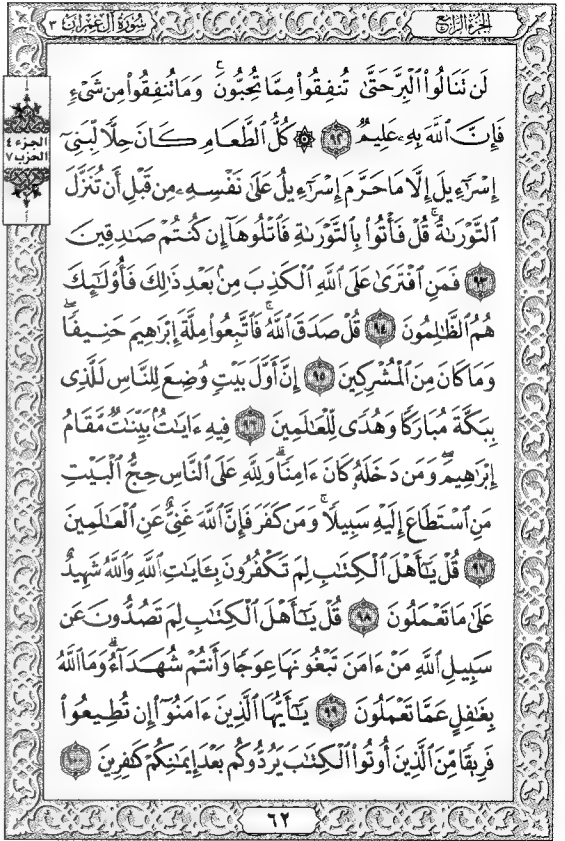 الجزء الرابع
سورة آل عمران ٣
لَن تَنَالُوا۟ ٱلْبِرَّ حَتَّىٰ تُنفِقُوا۟ مِمَّا تُحِبُّونَ ۚ وَمَا تُنفِقُوا۟ مِن شَىْءٍ
فَإِنَّ ٱللَّهَ بِهِۦ عَلِيمٌ ٩٢ ۞ كُلُّ ٱلطَّعَامِ كَانَ حِلًّا لِّبَنِىٓ
إِسْرَٰٓءِيلَ إِلَّا مَا حَرَّمَ إِسْرَٰٓءِيلُ عَلَىٰ نَفْسِهِۦ مِن قَبْلِ أَن تُنَزَّلَ
ٱلتَّوْرَىٰةُ ۗ قُلْ فَأْتُوا۟ بِٱلتَّوْرَىٰةِ فَٱتْلُوهَآ إِن كُنتُمْ صَٰدِقِينَ
٩٣ فَمَنِ ٱفْتَرَىٰ عَلَى ٱللَّهِ ٱلْكَذِبَ مِنۢ بَعْدِ ذَٰلِكَ فَأُو۟لَٰٓئِكَ
هُمُ ٱلظَّٰلِمُونَ ٩٤ قُلْ صَدَقَ ٱللَّهُ ۗ فَٱتَّبِعُوا۟ مِلَّةَ إِبْرَٰهِيمَ حَنِيفًا ۖ
وَمَا كَانَ مِنَ ٱلْمُشْرِكِينَ ٩٥ إِنَّ أَوَّلَ بَيْتٍ وُضِعَ لِلنَّاسِ لَلَّذِى
بِبَكَّةَ مُبَارَكًا وَهُدًى لِّلْعَٰلَمِينَ ٩٦ فِيهِ ءَايَٰتٌۢ بَيِّنَٰتٌ مَّقَامُ
إِبْرَٰهِيمَ ۖ وَمَن دَخَلَهُۥ كَانَ ءَامِنًا ۗ وَلِلَّهِ عَلَى ٱلنَّاسِ حِجُّ ٱلْبَيْتِ
مَنِ ٱسْتَطَاعَ إِلَيْهِ سَبِيلًا ۚ وَمَن كَفَرَ فَإِنَّ ٱللَّهَ غَنِىٌّ عَنِ ٱلْعَٰلَمِينَ
٩٧ قُلْ يَٰٓأَهْلَ ٱلْكِتَٰبِ لِمَ تَكْفُرُونَ بِـَٔايَٰتِ ٱللَّهِ وَٱللَّهُ شَهِيدٌ
عَلَىٰ مَا تَعْمَلُونَ ٩٨ قُلْ يَٰٓأَهْلَ ٱلْكِتَٰبِ لِمَ تَصُدُّونَ عَن
سَبِيلِ ٱللَّهِ مَنْ ءَامَنَ تَبْغُونَهَا عِوَجًا وَأَنتُمْ شُهَدَآءُ ۗ وَمَا ٱللَّهُ
بِغَٰفِلٍ عَمَّا تَعْمَلُونَ ٩٩ يَٰٓأَيُّهَا ٱلَّذِينَ ءَامَنُوٓا۟ إِن تُطِيعُوا۟
فَرِيقًا مِّنَ ٱلَّذِينَ أُوتُوا۟ ٱلْكِتَٰبَ يَرُدُّوكُم بَعْدَ إِيمَٰنِكُمْ كَٰفِرِينَ ١٠٠
الجزء ٤
الحزب ٧
٦٢